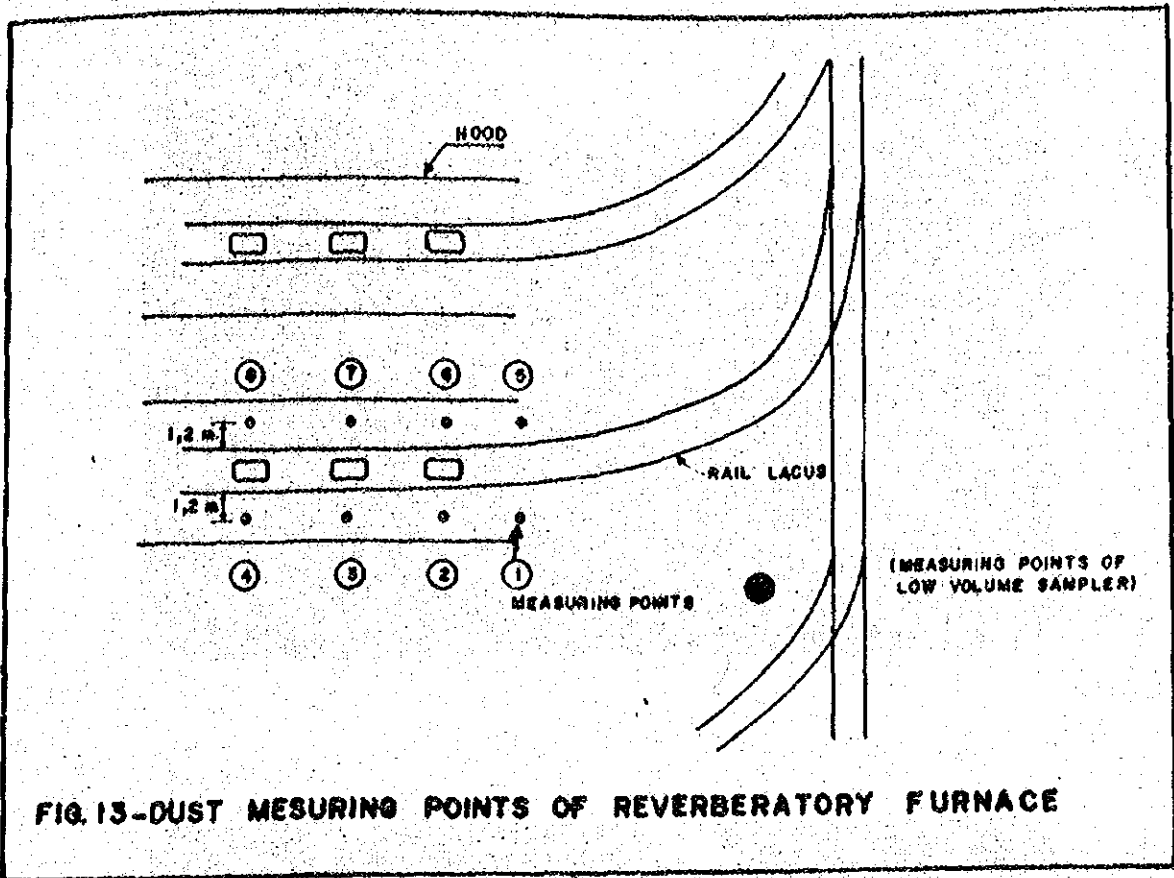 HOOD
⑧ ⑦ ⑥ ⑤
1,2 m
RAIL LACUS
1,2 m
④ ③ ② ①
MEASURING POINTS
(MEASURING POINTS OF
LOW VOLUME SAMPLER)
FIG. 13-DUST MESURING POINTS OF REVERBERATORY FURNACE